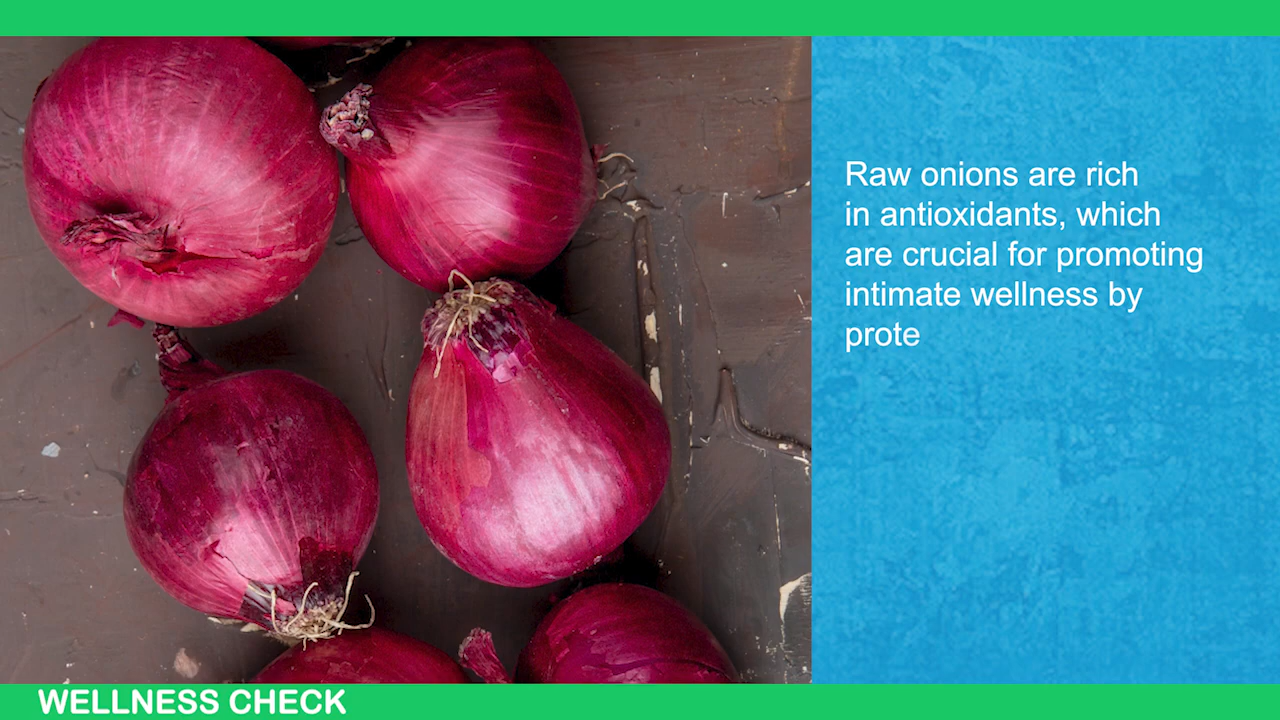 Raw onions are rich
in antioxidants, which
are crucial for promoting
intimate wellness by
prote
WELLNESS CHECK